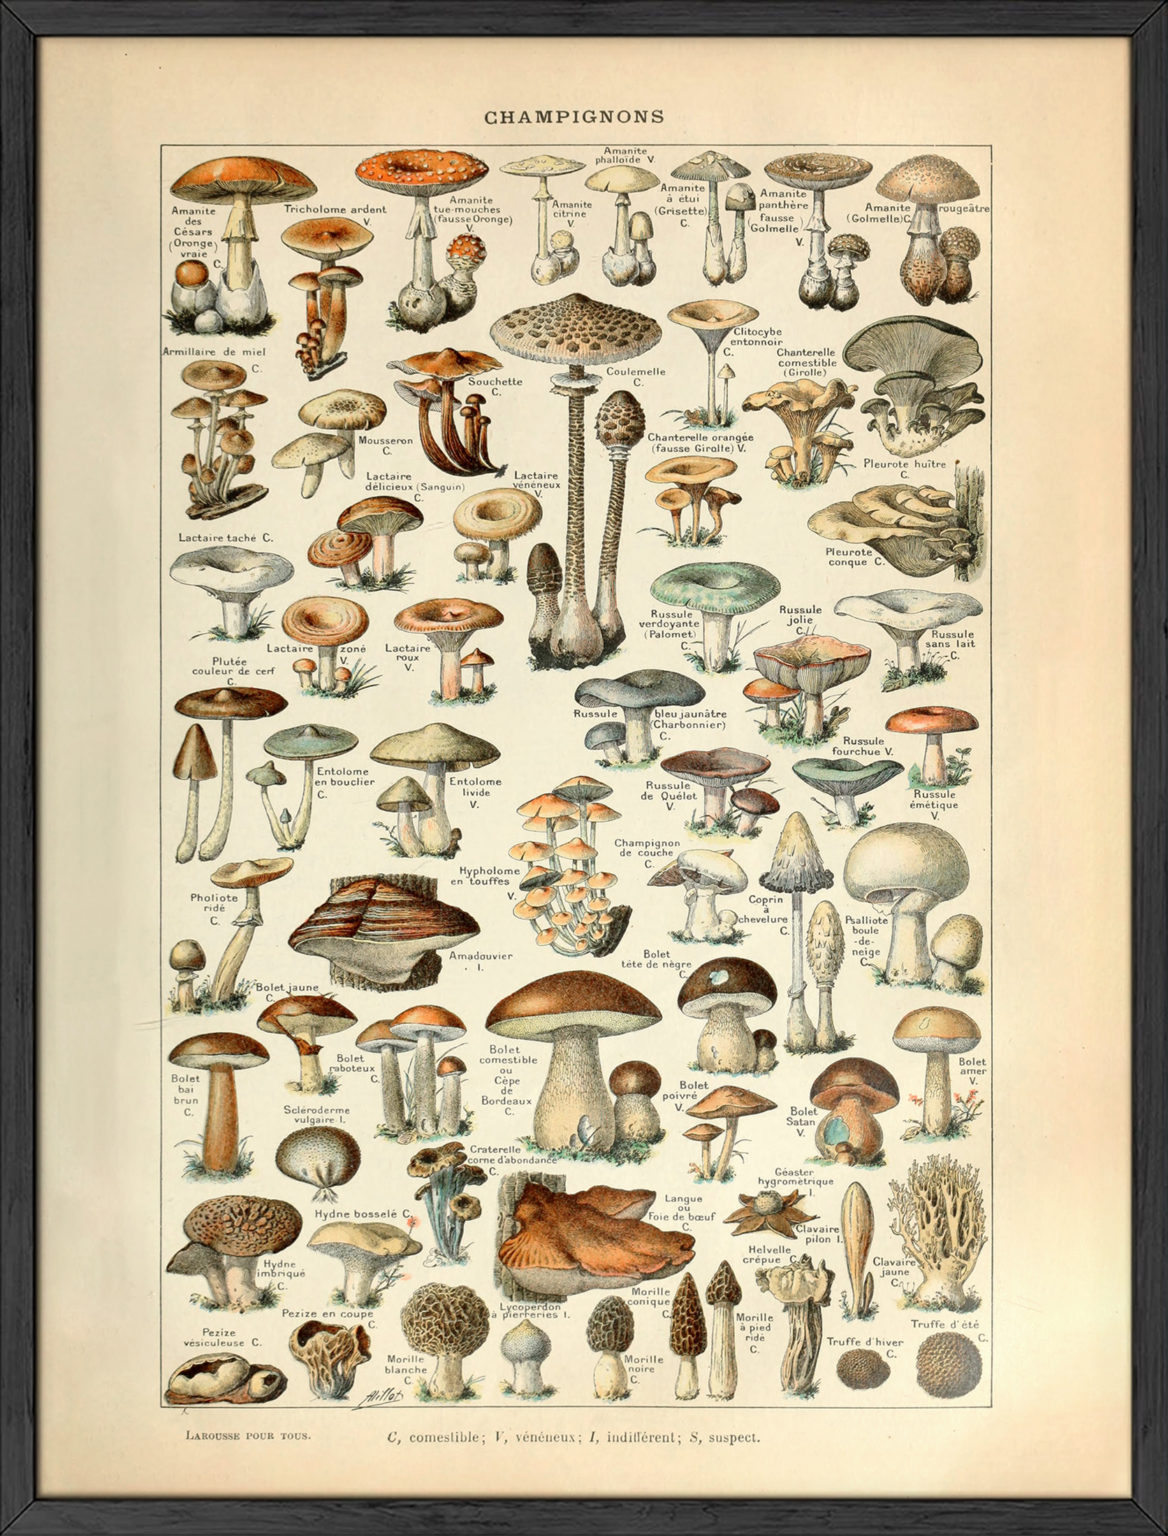 CHAMPIGNONS
Amanite
des
Césars
(Oronge)
vraie
C.
Tricholome ardent
V.
Amanite
tue-mouches
(fausse Oronge)
V.
Amanite
citrine
V.
Amanite
phalloïde V.
Amanite
à étui
(Grisette)
C.
Amanite
panthère
fausse
Golmelle
V.
Amanite rougeâtre
(Golmelle) C.
Armillaire de miel
C.
Mousseron
C.
Souchette
C.
Coulemelle
C.
Clitocybe
entonnoir
C.
Chanterelle
comestible
(Girolle)
Chanterelle orangée
(fausse Girolle) V.
Pleurote huître
C.
Lactaire
délicieux (Sanguin)
C.
Lactaire
vénéneux
V.
Lactaire taché C.
Pleurote
conque C.
Lactaire zoné
V.
Lactaire
roux
V.
Russule
verdoyante
(Palomet)
C.
Russule
jolie
C.
Russule
sans lait
C.
Plutée
couleur de cerf
C.
Entolome
en bouclier
C.
Entolome
livide
V.
Russule bleu jaunâtre
(Charbonnier)
C.
Russule
fourchue V.
Russule
de Quélet
V.
Russule
émétique
V.
Pholiote
ridé
C.
Amadouvier
I.
Hypholome
en touffes
V.
Champignon
de couche
C.
Coprin
à
chevelure
C.
Psalliote
boule
-de-
neige
C.
Bolet jaune
C.
Bolet
tête de nègre
C.
Bolet
bai
brun
C.
Bolet
raboteux
C.
Bolet
comestible
ou
Cèpe
de
Bordeaux
C.
Bolet
poivré
V.
Bolet
Satan
V.
Bolet
amer
V.
Scléroderme
vulgaire I.
Craterelle
corne d'abondance
C.
Géaster
hygrométrique
I.
Hydne
imbriqué
C.
Hydne bosselé C.
Langue
ou
Foie de bœuf
C.
Clavaire
pilon I.
Helvelle
crépue C.
Clavaire
jaune
C.
Pezize
vésiculeuse C.
Pezize en coupe
C.
Morille
blanche
C.
Lycoperdon
à pierreries I.
Morille
noire
C.
Morille
conique
C.
Morille
à pied
ridé
C.
Truffe d'hiver
C.
Truffe d'été
C.
AMillot
LAROUSSE POUR TOUS.
C, comestible; V, vénéneux; I, indifférent; S, suspect.